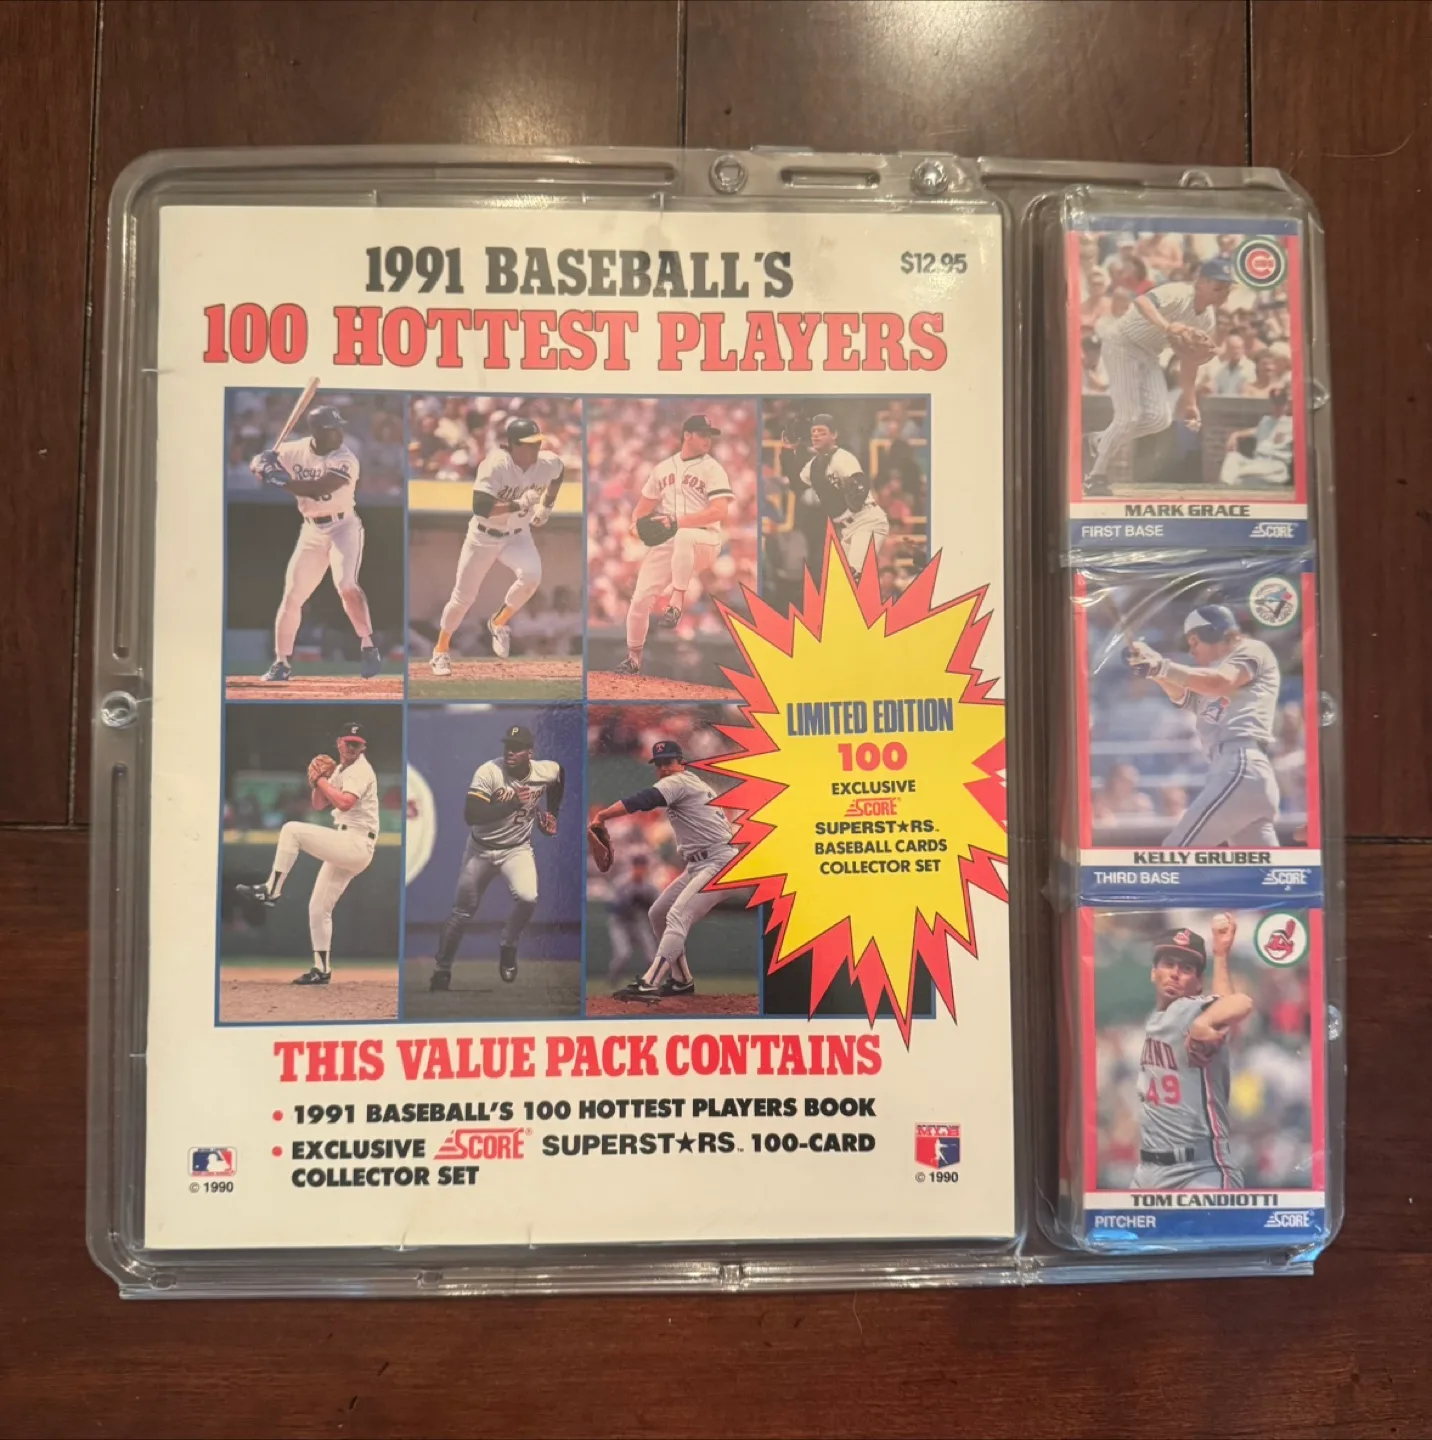 1991 BASEBALL'S
$12.95
100 HOTTEST PLAYERS
LIMITED EDITION
100
EXCLUSIVE
SCORE®
SUPERST★RS™
BASEBALL CARDS
COLLECTOR SET
THIS VALUE PACK CONTAINS
• 1991 BASEBALL'S 100 HOTTEST PLAYERS BOOK
• EXCLUSIVE SCORE® SUPERST★RS™ 100-CARD
COLLECTOR SET
© 1990
© 1990
MARK GRACE
FIRST BASE SCORE®
KELLY GRUBER
THIRD BASE SCORE®
49
TOM CANDIOTTI
PITCHER SCORE®